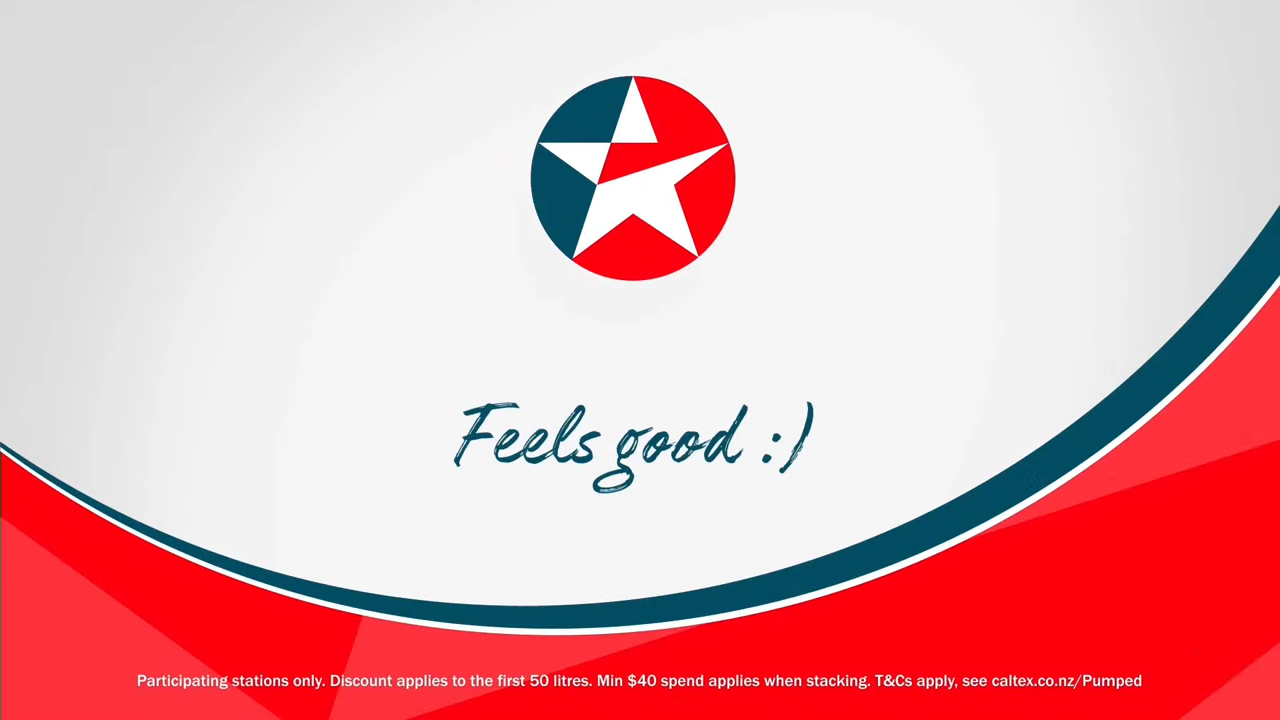 Feels good :)
Participating stations only. Discount applies to the first 50 litres. Min $40 spend applies when stacking. T&Cs apply, see caltex.co.nz/Pumped